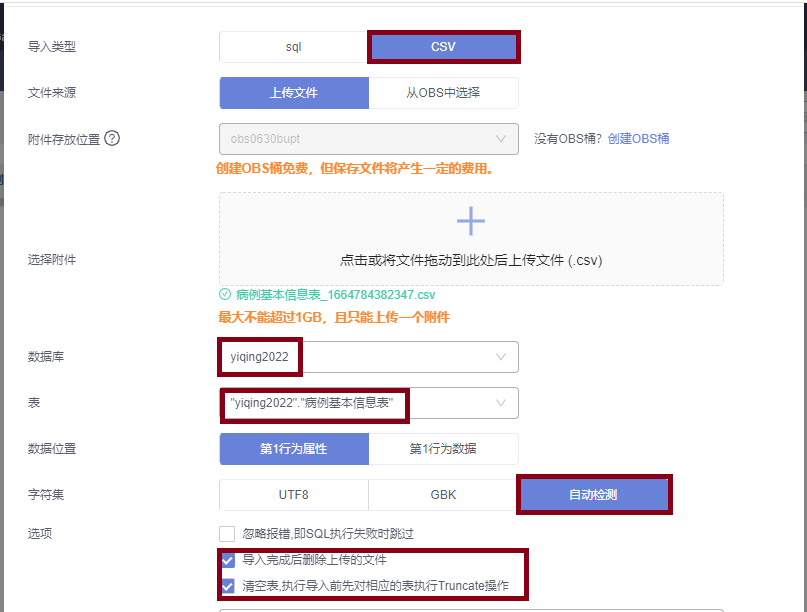 导入类型 sql CSV
文件来源 上传文件 从OBS中选择
附件存放位置 ? obs0630bupt 没有OBS桶? 创建OBS桶
创建OBS桶免费，但保存文件将产生一定的费用。
选择附件 点击或将文件拖动到此处后上传文件 (.csv)
病例基本信息表_1664784382347.csv
最大不能超过1GB，且只能上传一个附件
数据库 yiqing2022
表 "yiqing2022"."病例基本信息表"
数据位置 第1行为属性 第1行为数据
字符集 UTF8 GBK 自动检测
选项 忽略报错,即SQL执行失败时跳过
导入完成后删除上传的文件
清空表,执行导入前先对相应的表执行Truncate操作